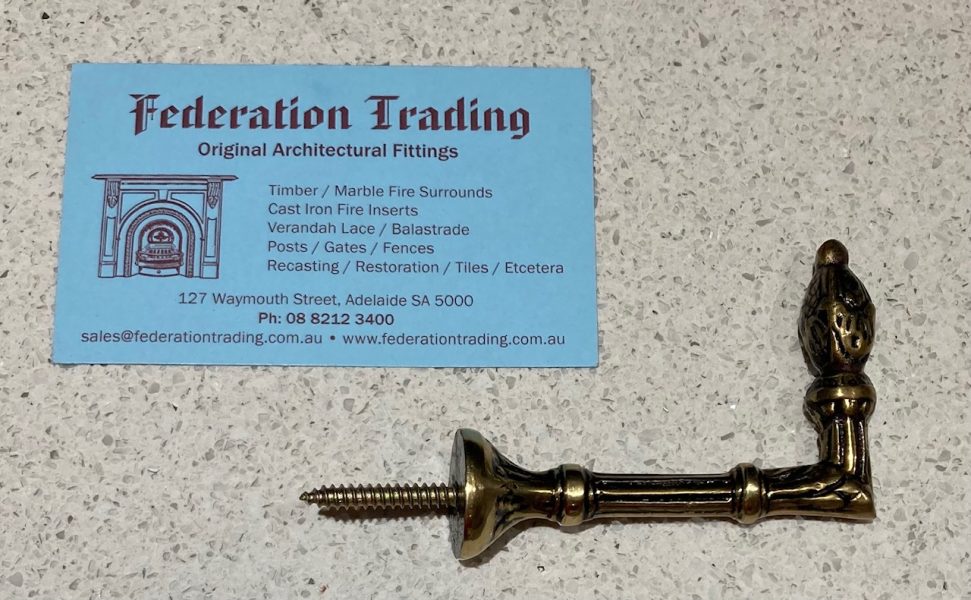 Federation Trading
Original Architectural Fittings
Timber / Marble Fire Surrounds
Cast Iron Fire Inserts
Verandah Lace / Balastrade
Posts / Gates / Fences
Recasting / Restoration / Tiles / Etcetera
127 Waymouth Street, Adelaide SA 5000
Ph: 08 8212 3400
sales@federationtrading.com.au • www.federationtrading.com.au